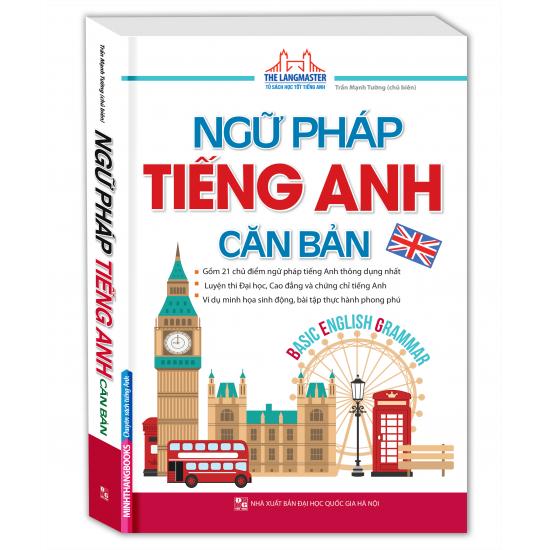 THE LANGMASTER
TỦ SÁCH HỌC TỐT TIẾNG ANH
Trần Mạnh Tường (chủ biên)
NGỮ PHÁP
TIẾNG ANH
CĂN BẢN
Gồm 21 chủ điểm ngữ pháp tiếng Anh thông dụng nhất
Luyện thi Đại học, Cao đẳng và chứng chỉ tiếng Anh
Ví dụ minh họa sinh động, bài tập thực hành phong phú
BASIC ENGLISH GRAMMAR
NHÀ XUẤT BẢN ĐẠI HỌC QUỐC GIA HÀ NỘI
Trần Mạnh Tường (chủ biên)
NGỮ PHÁP TIẾNG ANH CĂN BẢN
MINHTHANGBOOKS - Chuyên sách tiếng Anh